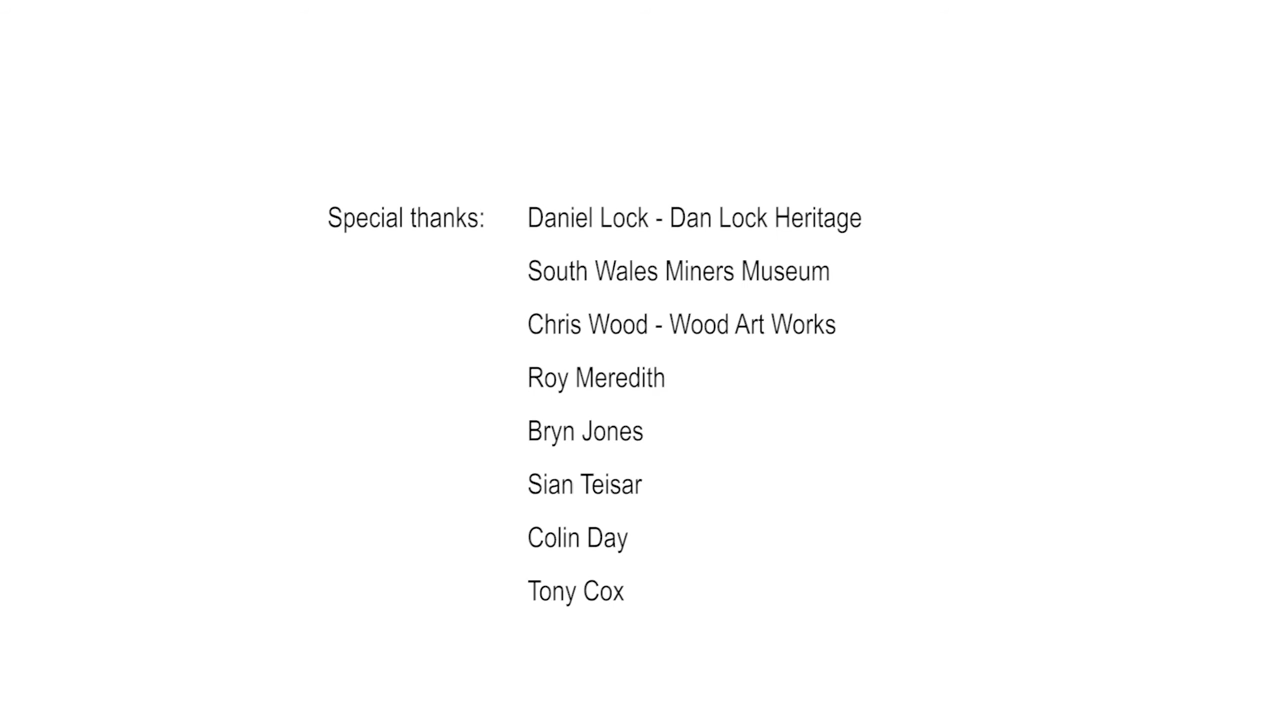 Special thanks: Daniel Lock - Dan Lock Heritage
South Wales Miners Museum
Chris Wood - Wood Art Works
Roy Meredith
Bryn Jones
Sian Teisar
Colin Day
Tony Cox